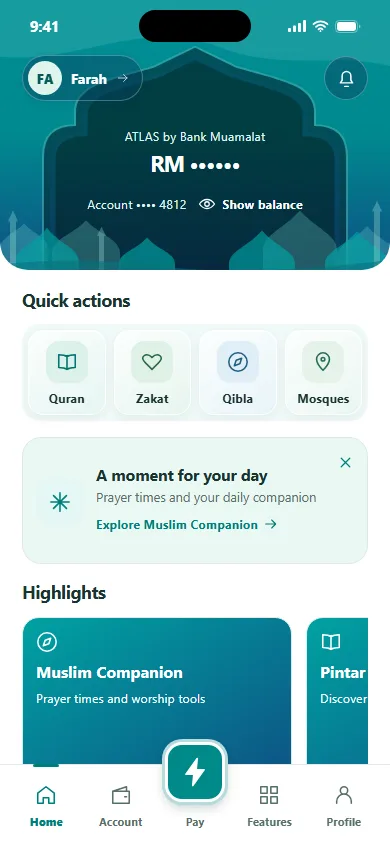 9:41
FA Farah →
ATLAS by Bank Muamalat
RM ••••••
Account •••• 4812 Show balance
Quick actions
Quran Zakat Qibla Mosques
A moment for your day
Prayer times and your daily companion
Explore Muslim Companion →
Highlights
Muslim Companion
Prayer times and worship tools
Pintar
Discover
Home Account Pay Features Profile